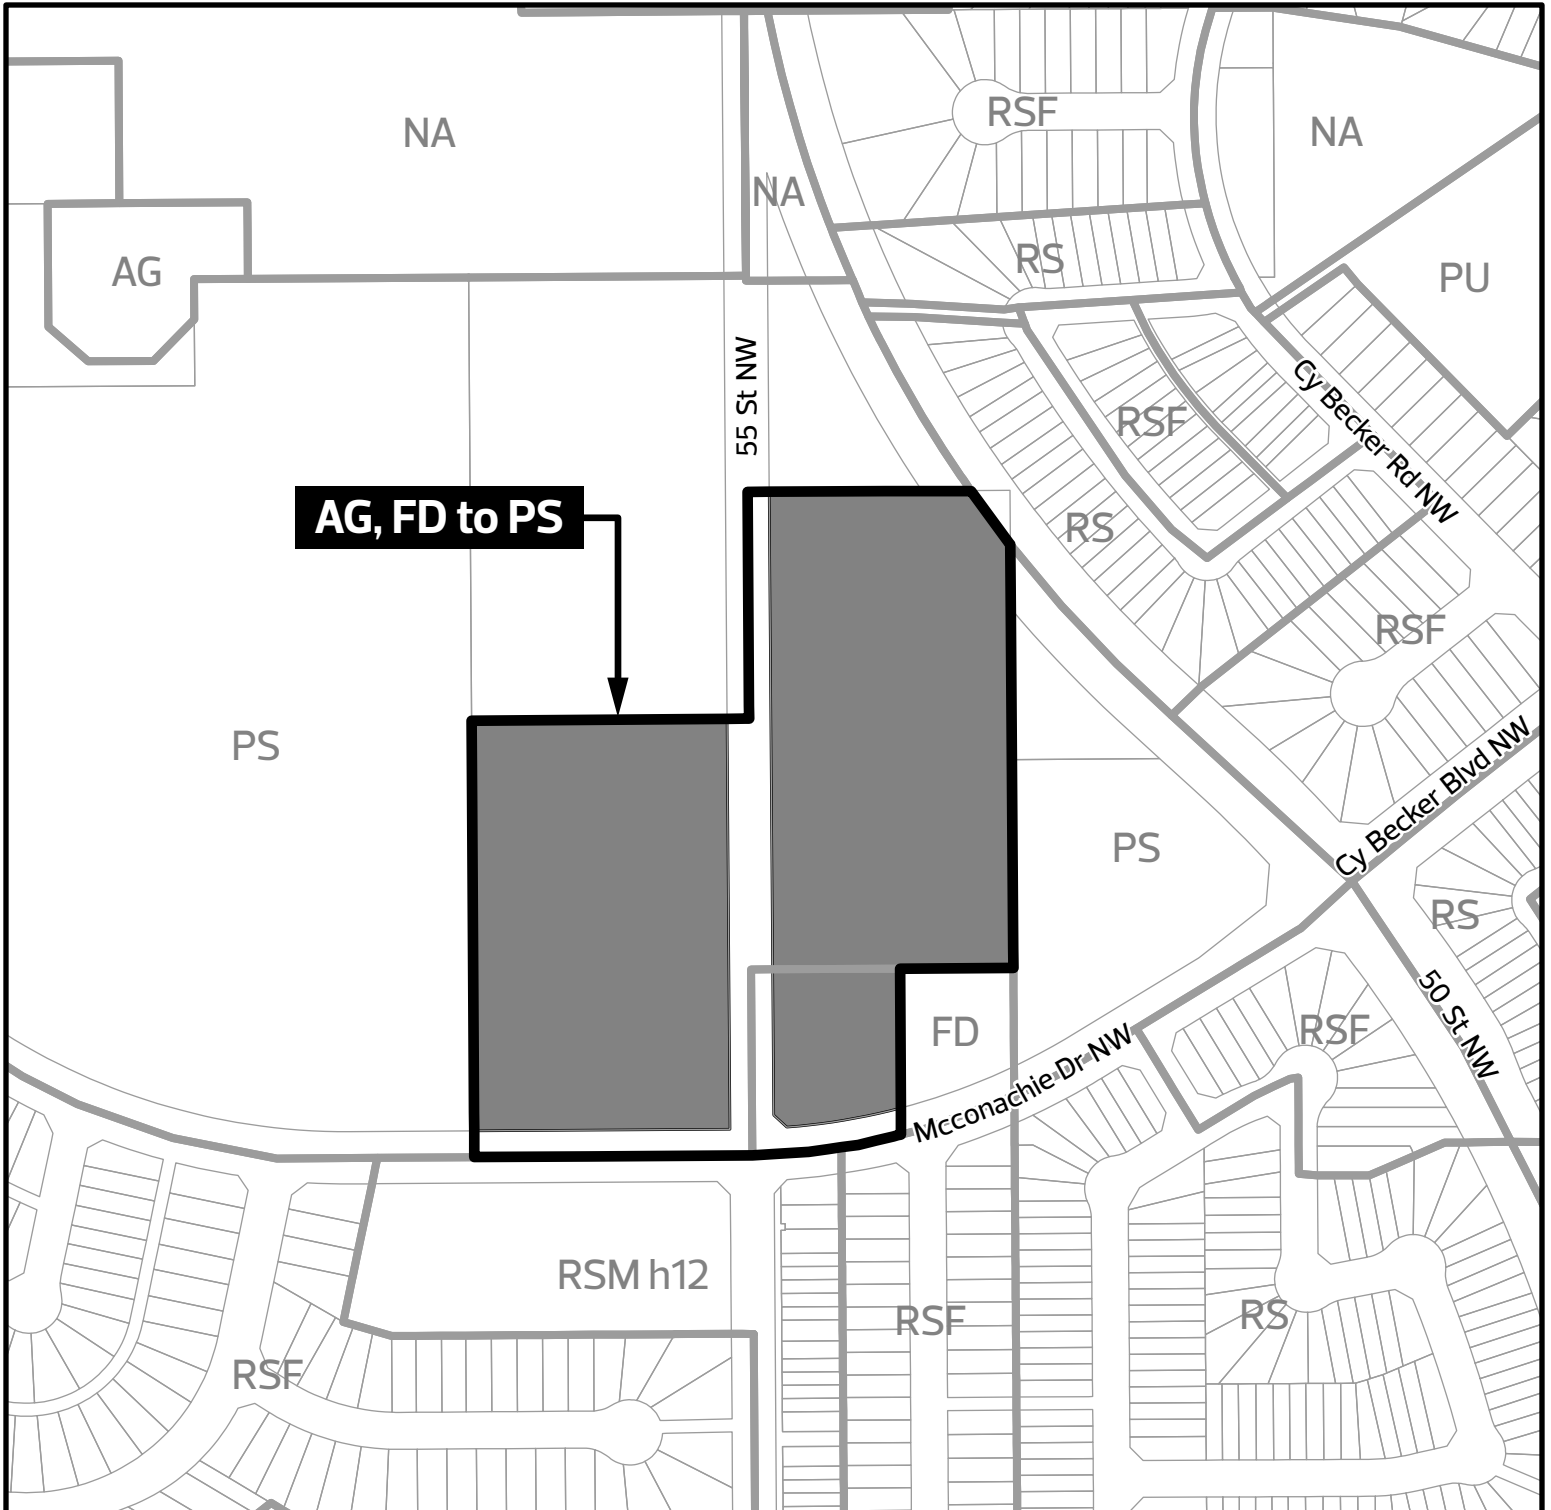 RSF
NA
NA
NA
RS
AG
PU
55 St NW
Cy Becker Rd NW
RSF
AG, FD to PS
RS
RSF
PS
Cy Becker Blvd NW
PS
RS
50 St NW
FD
RSF
Mcconachie Dr NW
RSM h12
RSF
RS
RSF